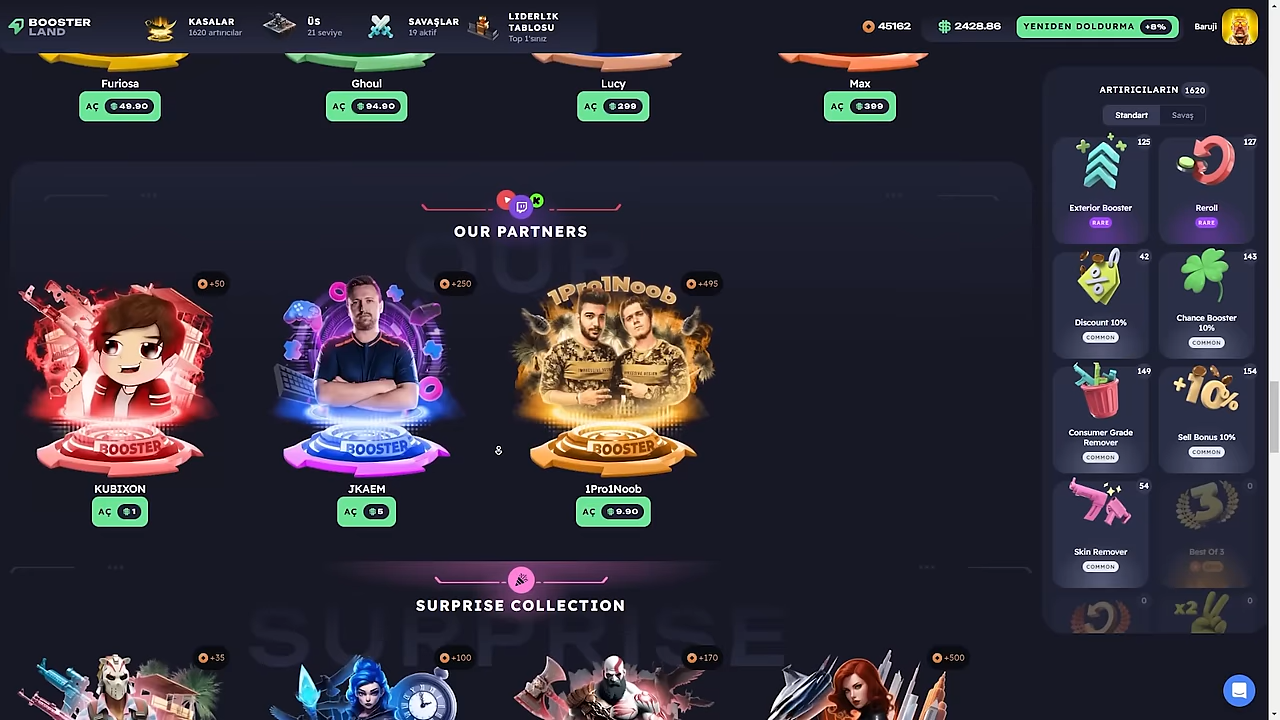 BOOSTER
LAND
KASALAR
1620 artırıcılar
ÜS
21 seviye
SAVAŞLAR
19 aktif
LIDERLIK
TABLOSU
Top 1'sınız
45162
2428.86
YENIDEN DOLDURMA +8%
Baruji
Furiosa
AÇ 49.90
Ghoul
AÇ 94.90
Lucy
AÇ 299
Max
AÇ 399
OUR
OUR PARTNERS
+50
BOOSTER
KUBIXON
AÇ 1
+250
BOOSTER
JKAEM
AÇ 5
+495
1Pro1Noob
BOOSTER
1Pro1Noob
AÇ 9.90
SURPRISE COLLECTION
SURPRISE
+35
+100
+170
+500
ARTIRICILARIN 1620
Standart
Savaş
125
Exterior Booster
RARE
127
Reroll
RARE
42
Discount 10%
COMMON
143
Chance Booster
10%
COMMON
149
Consumer Grade
Remover
COMMON
154
+10%
Sell Bonus 10%
COMMON
54
Skin Remover
COMMON
0
3
Best Of 3
0
0
x2